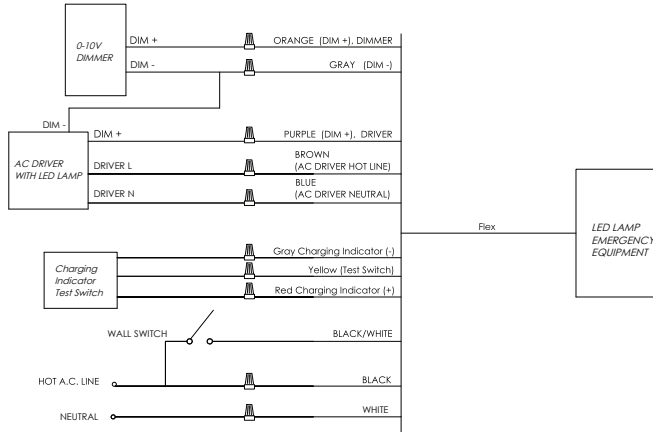 0-10V
DIMMER
DIM +
ORANGE (DIM +), DIMMER
DIM -
GRAY (DIM -)
DIM -
AC DRIVER
WITH LED LAMP
DIM +
PURPLE (DIM +), DRIVER
DRIVER L
BROWN
(AC DRIVER HOT LINE)
DRIVER N
BLUE
(AC DRIVER NEUTRAL)
Flex
LED LAMP
EMERGENCY
EQUIPMENT
Charging
Indicator
Test Switch
Gray Charging Indicator (-)
Yellow (Test Switch)
Red Charging Indicator (+)
WALL SWITCH
BLACK/WHITE
HOT A.C. LINE
BLACK
NEUTRAL
WHITE